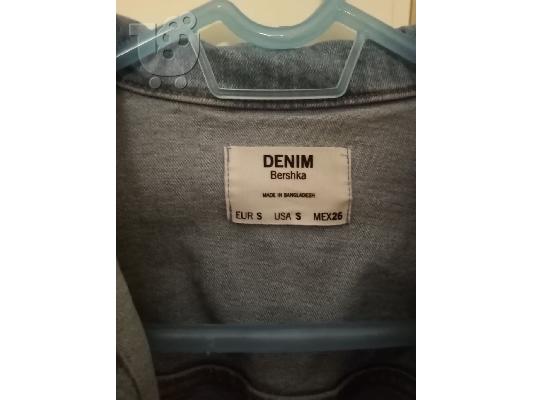 DENIM
Bershka
MADE IN BANGLADESH
EUR S USA S MEX26